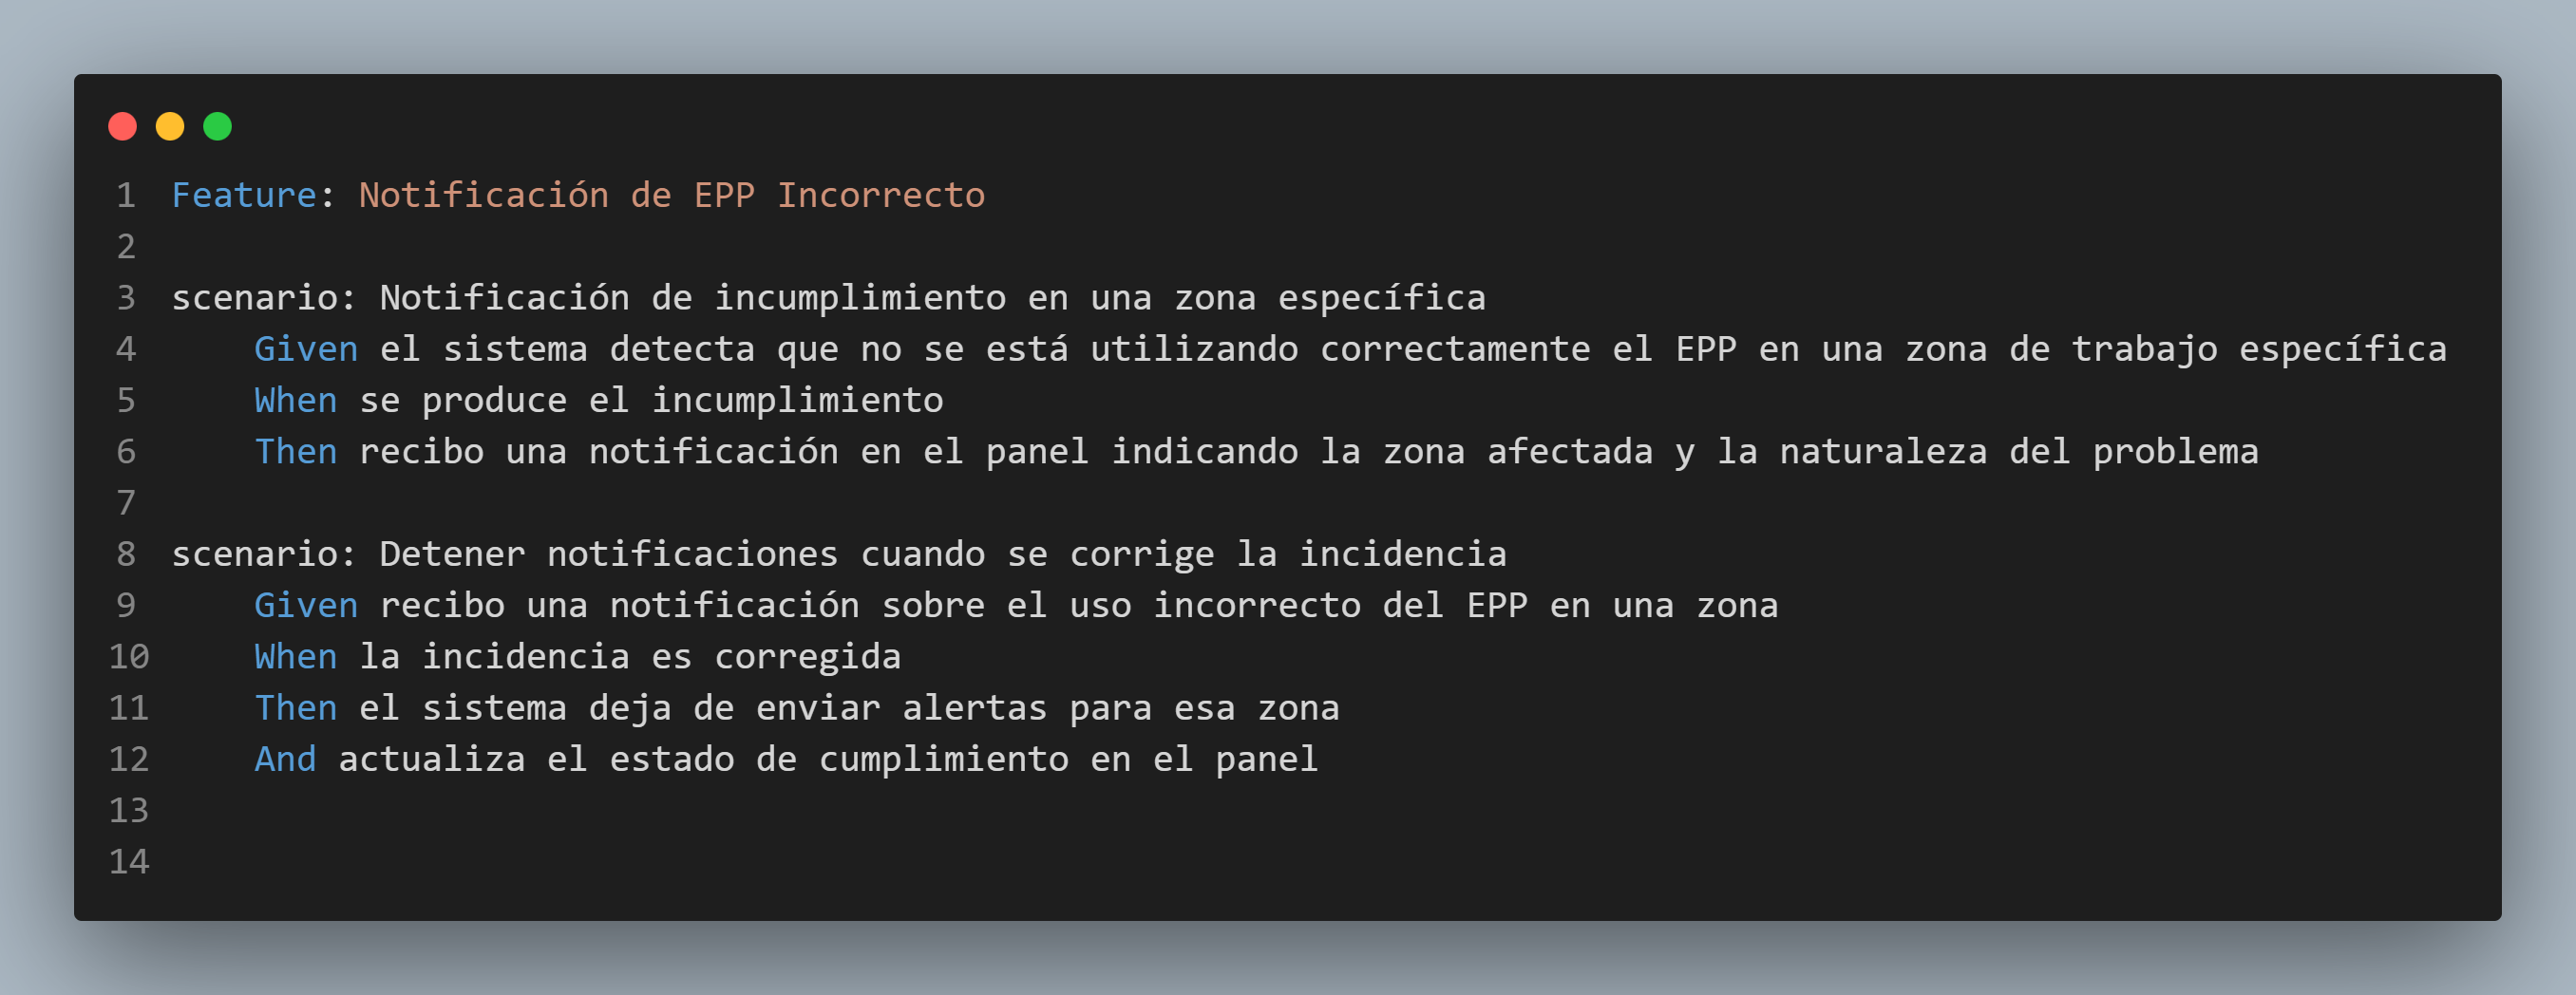 1 Feature: Notificación de EPP Incorrecto
2
3 scenario: Notificación de incumplimiento en una zona específica
4 Given el sistema detecta que no se está utilizando correctamente el EPP en una zona de trabajo específica
5 When se produce el incumplimiento
6 Then recibo una notificación en el panel indicando la zona afectada y la naturaleza del problema
7
8 scenario: Detener notificaciones cuando se corrige la incidencia
9 Given recibo una notificación sobre el uso incorrecto del EPP en una zona
10 When la incidencia es corregida
11 Then el sistema deja de enviar alertas para esa zona
12 And actualiza el estado de cumplimiento en el panel
13
14